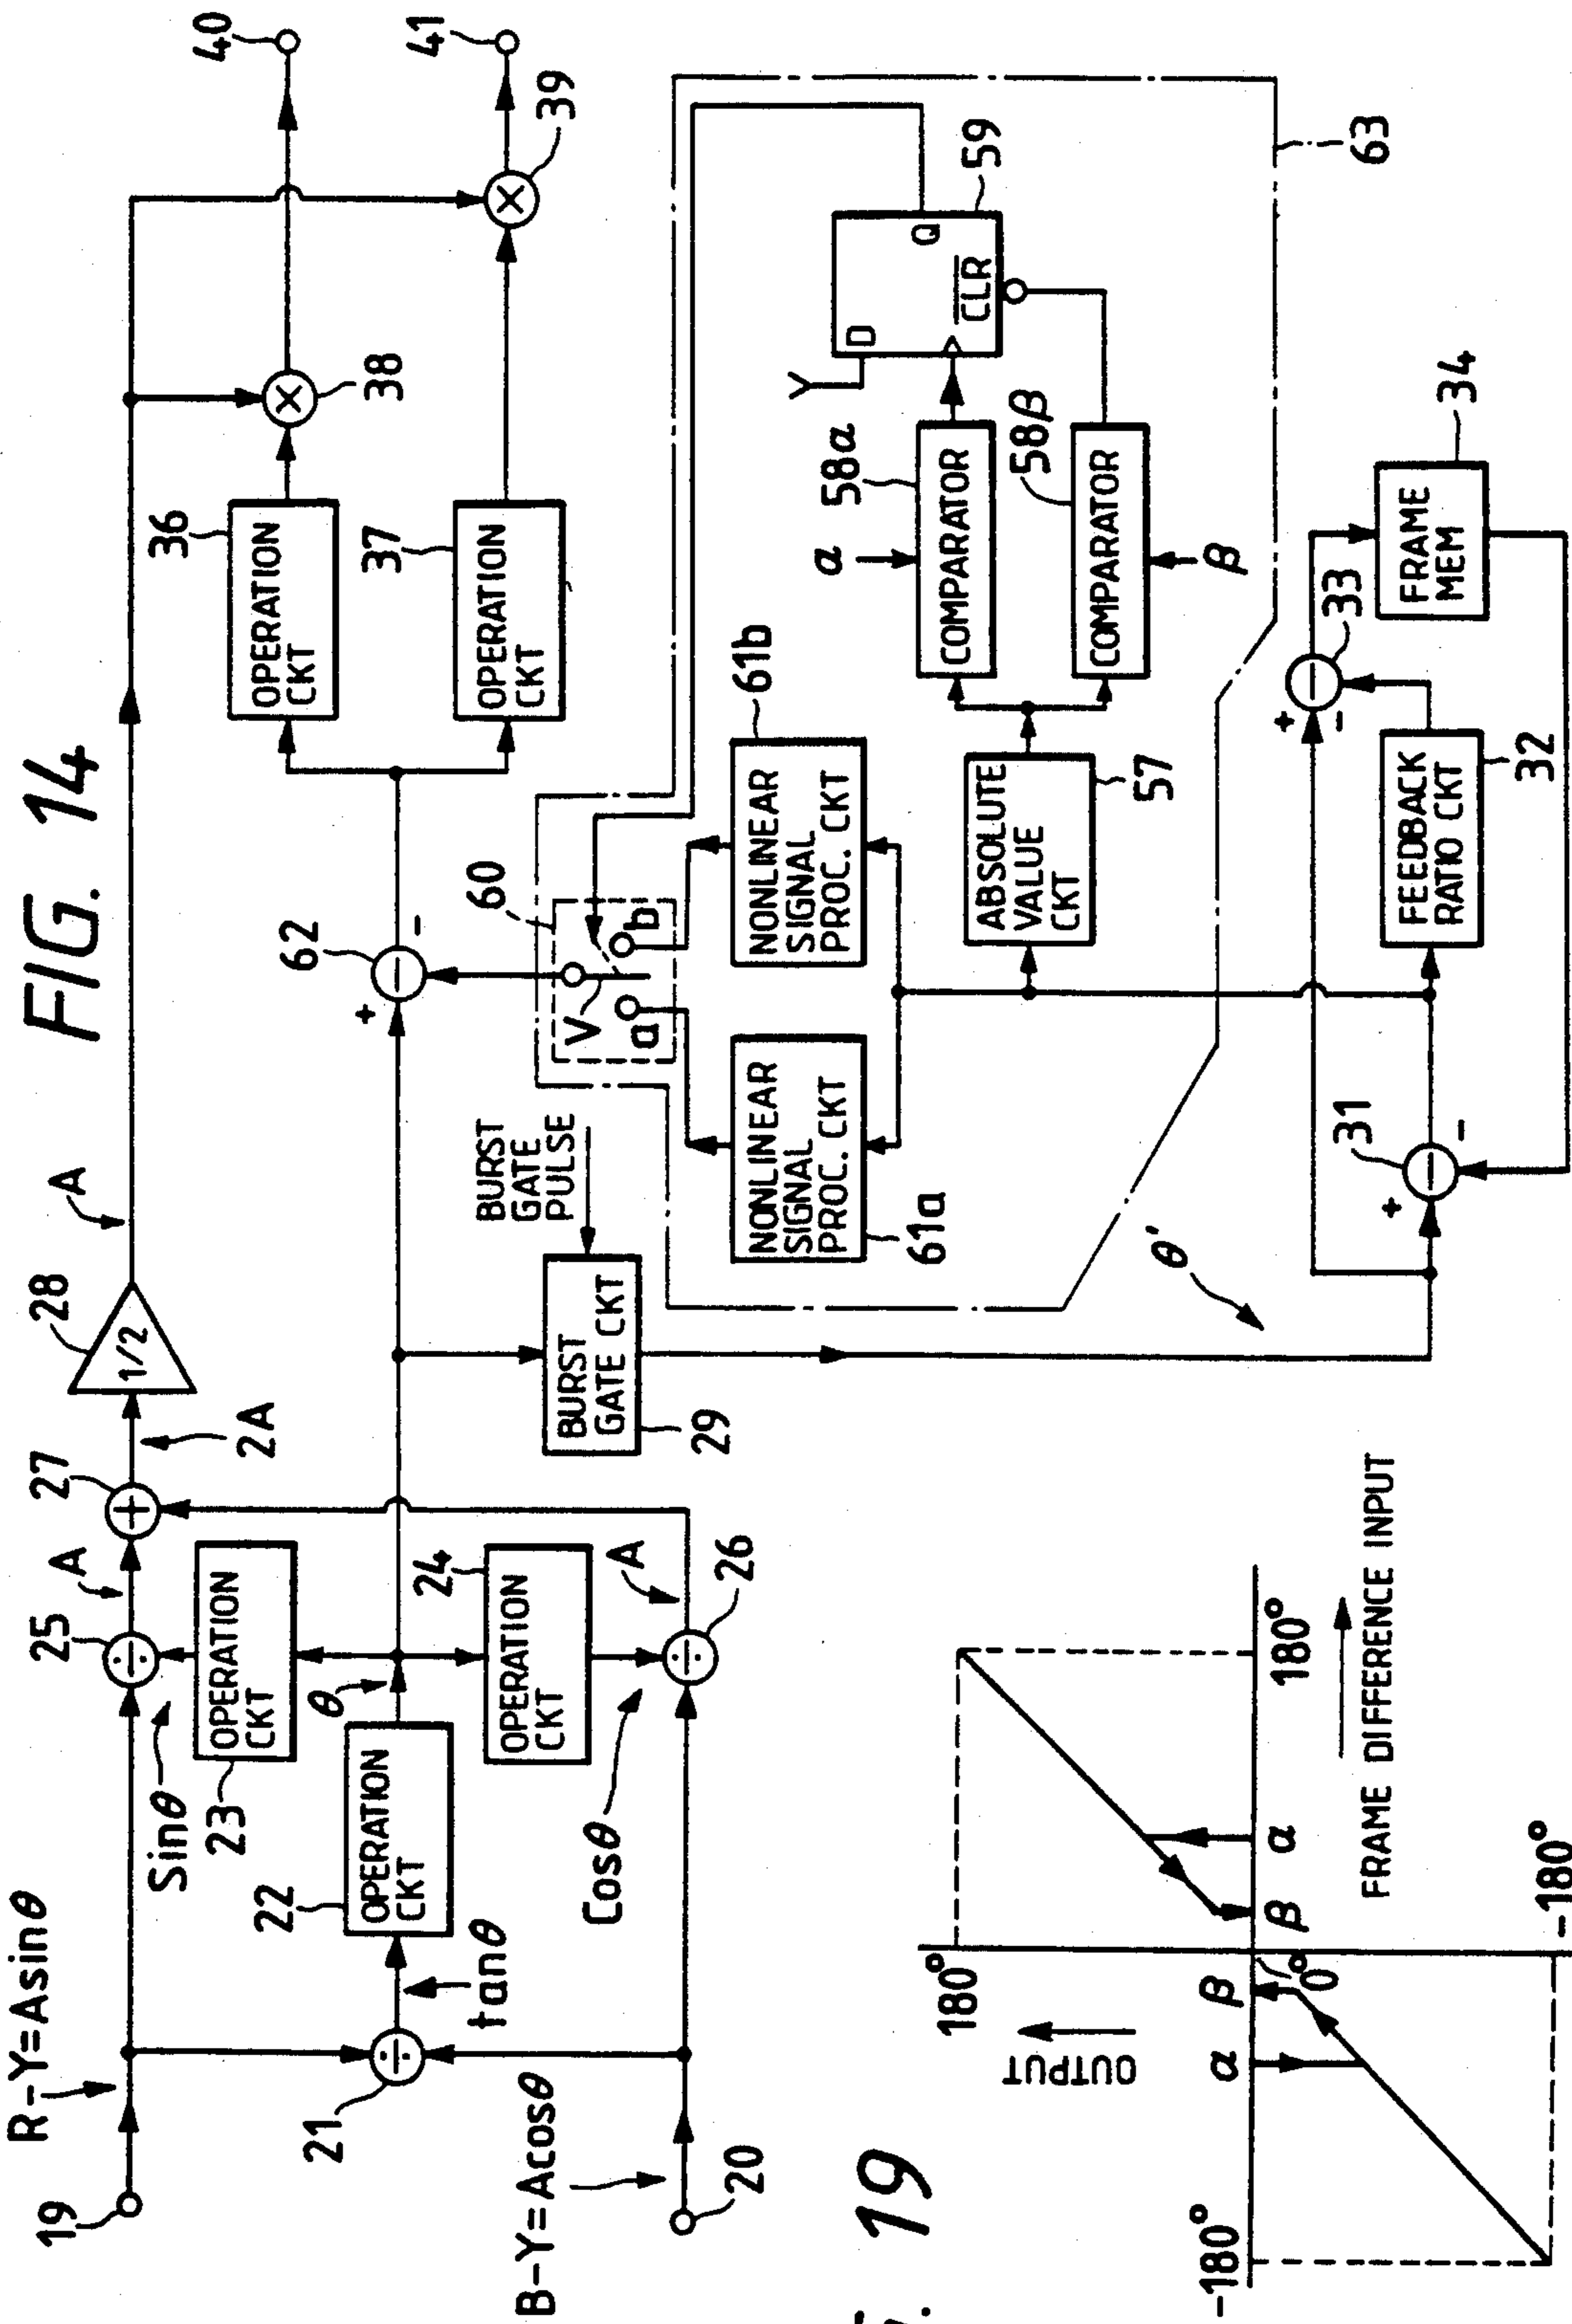 FIG. 14
R-Y=Asinθ
19
B-Y=Acosθ
20
21
tanθ
22
OPERATION
CKT
θ
Sinθ
23
OPERATION
CKT
24
OPERATION
CKT
Cosθ
25
A
26
A
27
2A
28
1/2
A
29
BURST
GATE CKT
BURST
GATE
PULSE
θ'
+
62
-
60
V
a
b
61a
NONLINEAR
SIGNAL
PROC. CKT
61b
NONLINEAR
SIGNAL
PROC. CKT
57
ABSOLUTE
VALUE
CKT
α
58α
COMPARATOR
58β
COMPARATOR
β
59
D
Q
CLR
63
36
OPERATION
CKT
37
OPERATION
CKT
38
39
40
41
31
+
-
32
FEEDBACK
RATIO CKT
33
+
-
34
FRAME
MEM
19
180°
OUTPUT
-180°
α
β
0°
β
α
180°
FRAME DIFFERENCE INPUT
-180°